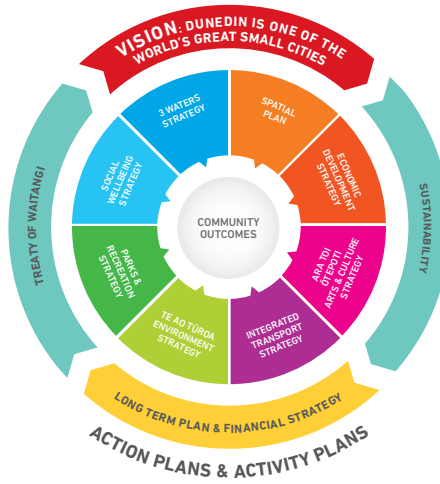 VISION: DUNEDIN IS ONE OF THE
WORLD'S GREAT SMALL CITIES
3 WATERS
STRATEGY
SPATIAL
PLAN
SOCIAL
WELLBEING
STRATEGY
ECONOMIC
DEVELOPMENT
STRATEGY
TREATY OF WAITANGI
COMMUNITY
OUTCOMES
SUSTAINABILITY
PARKS &
RECREATION
STRATEGY
ARA TOI
ŌTEPOTI
ARTS & CULTURE
STRATEGY
TE AO TŪROA
ENVIRONMENT
STRATEGY
INTEGRATED
TRANSPORT
STRATEGY
LONG TERM PLAN & FINANCIAL STRATEGY
ACTION PLANS & ACTIVITY PLANS